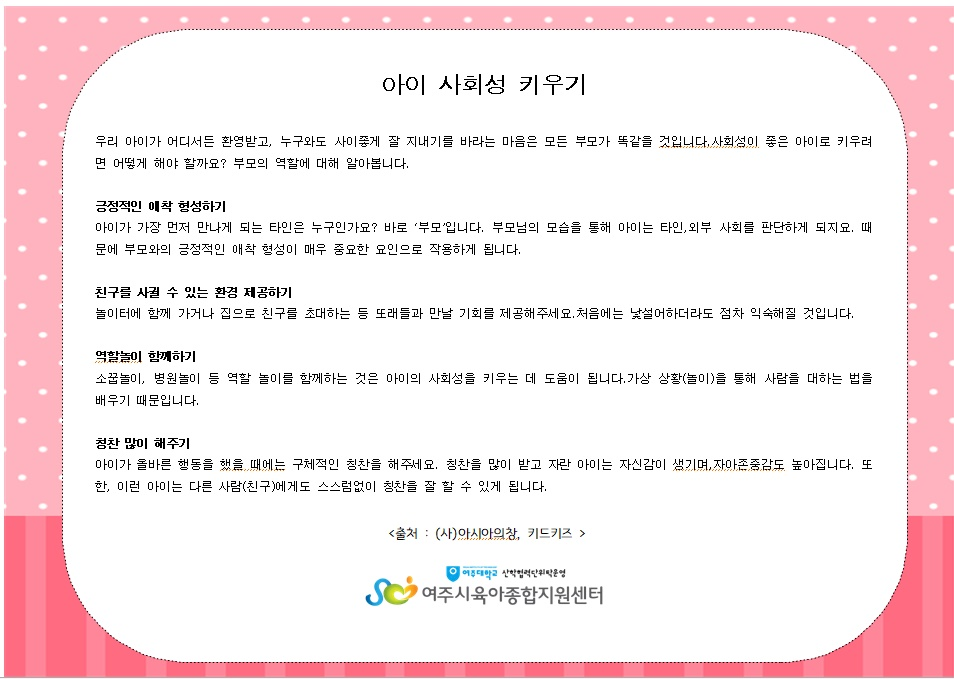 아이 사회성 키우기
우리 아이가 어디서든 환영받고, 누구와도 사이좋게 잘 지내기를 바라는 마음은 모든 부모가 똑같을 것입니다.사회성이 좋은 아이로 키우려
면 어떻게 해야 할까요? 부모의 역할에 대해 알아봅니다.
긍정적인 애착 형성하기
아이가 가장 먼저 만나게 되는 타인은 누구인가요? 바로 ‘부모’입니다. 부모님의 모습을 통해 아이는 타인,외부 사회를 판단하게 되지요. 때
문에 부모와의 긍정적인 애착 형성이 매우 중요한 요인으로 작용하게 됩니다.
친구를 사귈 수 있는 환경 제공하기
놀이터에 함께 가거나 집으로 친구를 초대하는 등 또래들과 만날 기회를 제공해주세요.처음에는 낯설어하더라도 점차 익숙해질 것입니다.
역할놀이 함께하기
소꿉놀이, 병원놀이 등 역할 놀이를 함께하는 것은 아이의 사회성을 키우는 데 도움이 됩니다.가상 상황(놀이)을 통해 사람을 대하는 법을
배우기 때문입니다.
칭찬 많이 해주기
아이가 올바른 행동을 했을 때에는 구체적인 칭찬을 해주세요. 칭찬을 많이 받고 자란 아이는 자신감이 생기며,자아존중감도 높아집니다. 또
한, 이런 아이는 다른 사람(친구)에게도 스스럼없이 칭찬을 잘 할 수 있게 됩니다.
<출처 : (사)아시아의창, 키드키즈 >
여주대학교 산학협력단위탁운영
여주시육아종합지원센터